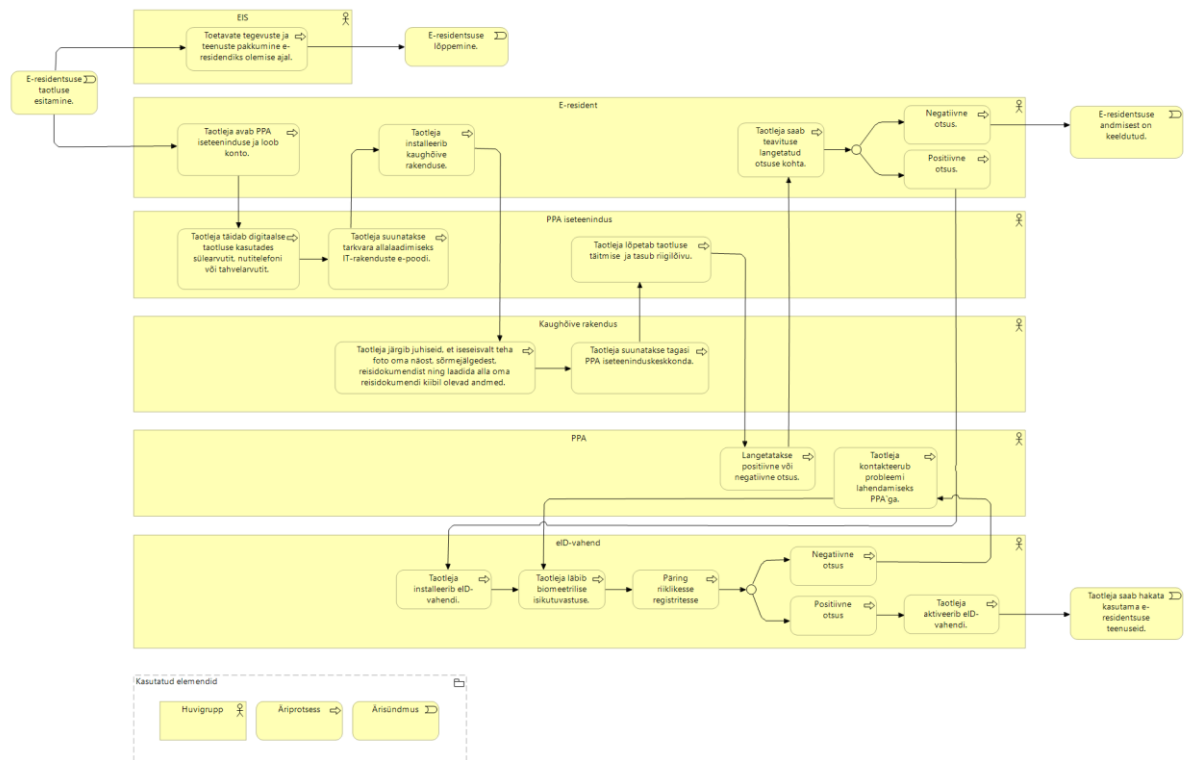 EIS
Toetavate tegevuste ja
teenuste pakkumine e-
residendiks olemise ajal.
E-residentsuse
lõppemine.
E-residentsuse
taotluse
esitamine.
E-resident
Taotleja avab PPA
iseteeninduse ja loob
konto.
Taotleja
installeerib
kaughõive
rakenduse.
Taotleja saab
teavituse
langetatud
otsuse kohta.
Negatiivne
otsus.
Positiivne
otsus.
E-residentsuse
andmisest on
keeldutud.
PPA iseteenindus
Taotleja täidab digitaalse
taotluse kasutades
sülearvutit, nutitelefoni
või tahvelarvutit.
Taotleja suunatakse
tarkvara allalaadimiseks
IT-rakenduste e-poodi.
Taotleja lõpetab taotluse
täitmise ja tasub riigilõivu.
Kaughõive rakendus
Taotleja järgib juhiseid, et iseseisvalt teha
foto oma näost, sõrmejälgedest,
reisidokumendist ning laadida alla oma
reisidokumendi kiibil olevad andmed.
Taotleja suunatakse tagasi
PPA iseteeninduskeskkonda.
PPA
Langetatakse
positiivne või
negatiivne otsus.
Taotleja
kontakteerub
probleemi
lahendamiseks
PPA`ga.
eID-vahend
Taotleja
installeerib eID-
vahendi.
Taotleja läbib
biomeetrilise
isikutuvastuse.
Päring
riiklikesse
registritesse
Negatiivne
otsus
Positiivne
otsus
Taotleja
aktiveerib eID-
vahendi.
Taotleja saab hakata
kasutama e-
residentsuse
teenuseid.
Kasutatud elemendid
Huvigrupp
Äriprotsess
Ärisündmus